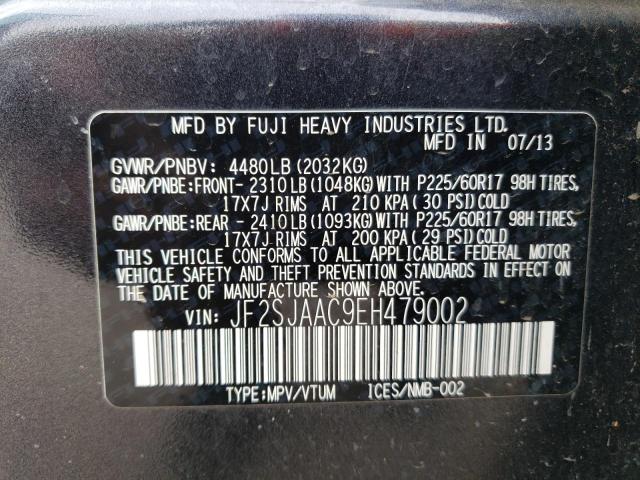 MFD BY FUJI HEAVY INDUSTRIES LTD.
MFD IN 07/13
GVWR/PNBV: 4480LB (2032KG)
GAWR/PNBE:FRONT- 2310 LB (1048KG) WITH P225/60R17 98H TIRES,
17X7J RIMS AT 210 KPA ( 30 PSI) COLD
GAWR/PNBE:REAR - 2410 LB (1093KG) WITH P225/60R17 98H TIRES,
17X7J RIMS AT 200 KPA ( 29 PSI) COLD
THIS VEHICLE CONFORMS TO ALL APPLICABLE FEDERAL MOTOR
VEHICLE SAFETY AND THEFT PREVENTION STANDARDS IN EFFECT ON
THE DATE OF MANUFACTURE SHOWN ABOVE.
VIN: JF2SJAAC9EH479002
TYPE:MPV/VTUM ICES/NMB-002